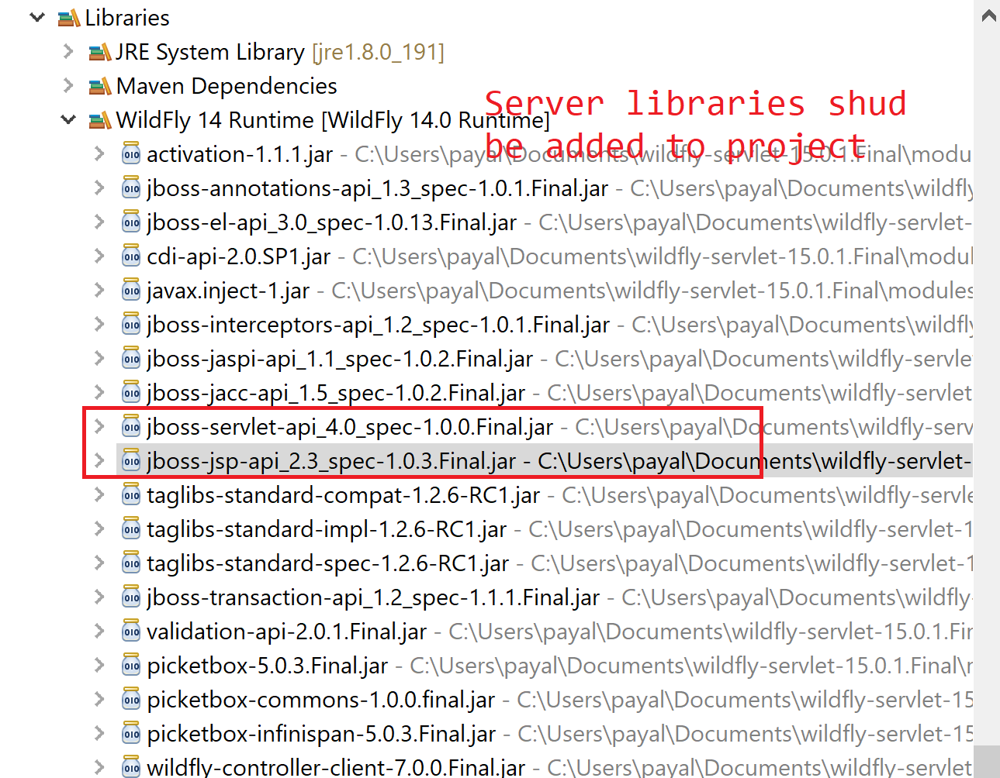 Libraries
JRE System Library [jre1.8.0_191]
Maven Dependencies
Server libraries shud
WildFly 14 Runtime [WildFly 14.0 Runtime]
be added to project
activation-1.1.1.jar - C:\Users\payal\Documents\wildfly-servlet-15.0.1.Final\modu
jboss-annotations-api_1.3_spec-1.0.1.Final.jar - C:\Users\payal\Documents\wildfly
jboss-el-api_3.0_spec-1.0.13.Final.jar - C:\Users\payal\Documents\wildfly-servlet-
cdi-api-2.0.SP1.jar - C:\Users\payal\Documents\wildfly-servlet-15.0.1.Final\modul
javax.inject-1.jar - C:\Users\payal\Documents\wildfly-servlet-15.0.1.Final\modules
jboss-interceptors-api_1.2_spec-1.0.1.Final.jar - C:\Users\payal\Documents\wildfly
jboss-jaspi-api_1.1_spec-1.0.2.Final.jar - C:\Users\payal\Documents\wildfly-servle
jboss-jacc-api_1.5_spec-1.0.2.Final.jar - C:\Users\payal\Documents\wildfly-servlet
jboss-servlet-api_4.0_spec-1.0.0.Final.jar - C:\Users\payal\Documents\wildfly-serv
jboss-jsp-api_2.3_spec-1.0.3.Final.jar - C:\Users\payal\Documents\wildfly-servlet-
taglibs-standard-compat-1.2.6-RC1.jar - C:\Users\payal\Documents\wildfly-servle
taglibs-standard-impl-1.2.6-RC1.jar - C:\Users\payal\Documents\wildfly-servlet-1
taglibs-standard-spec-1.2.6-RC1.jar - C:\Users\payal\Documents\wildfly-servlet-1
jboss-transaction-api_1.2_spec-1.1.1.Final.jar - C:\Users\payal\Documents\wildfly-
validation-api-2.0.1.Final.jar - C:\Users\payal\Documents\wildfly-servlet-15.0.1.Fin
picketbox-5.0.3.Final.jar - C:\Users\payal\Documents\wildfly-servlet-15.0.1.Final\m
picketbox-commons-1.0.0.final.jar - C:\Users\payal\Documents\wildfly-servlet-15
picketbox-infinispan-5.0.3.Final.jar - C:\Users\payal\Documents\wildfly-servlet-15
wildfly-controller-client-7.0.0.Final.jar - C:\Users\payal\Documents\wildfly-servlet